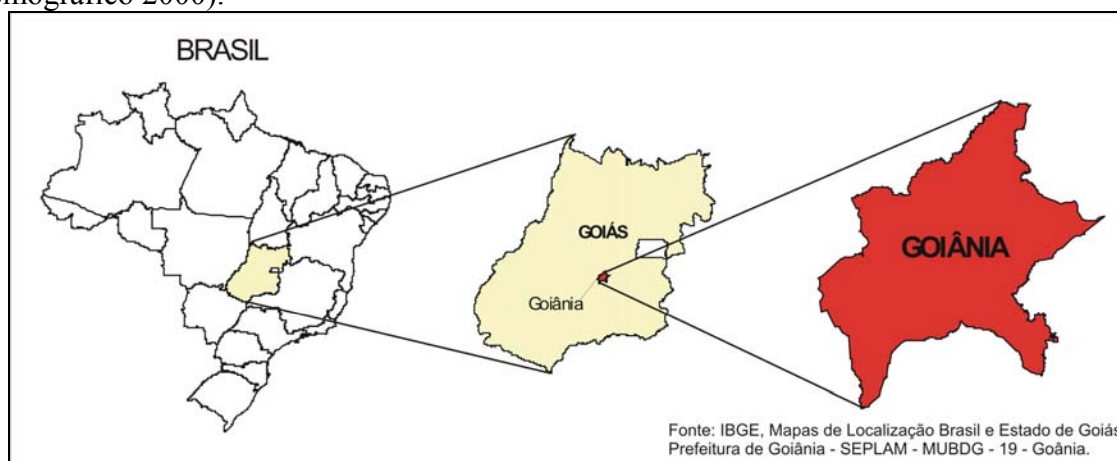 BRASIL
GOIÁS
Goiânia
GOIÂNIA
Fonte: IBGE, Mapas de Localização Brasil e Estado de Goiás
Prefeitura de Goiânia - SEPLAM - MUBDG - 19 - Goânia.